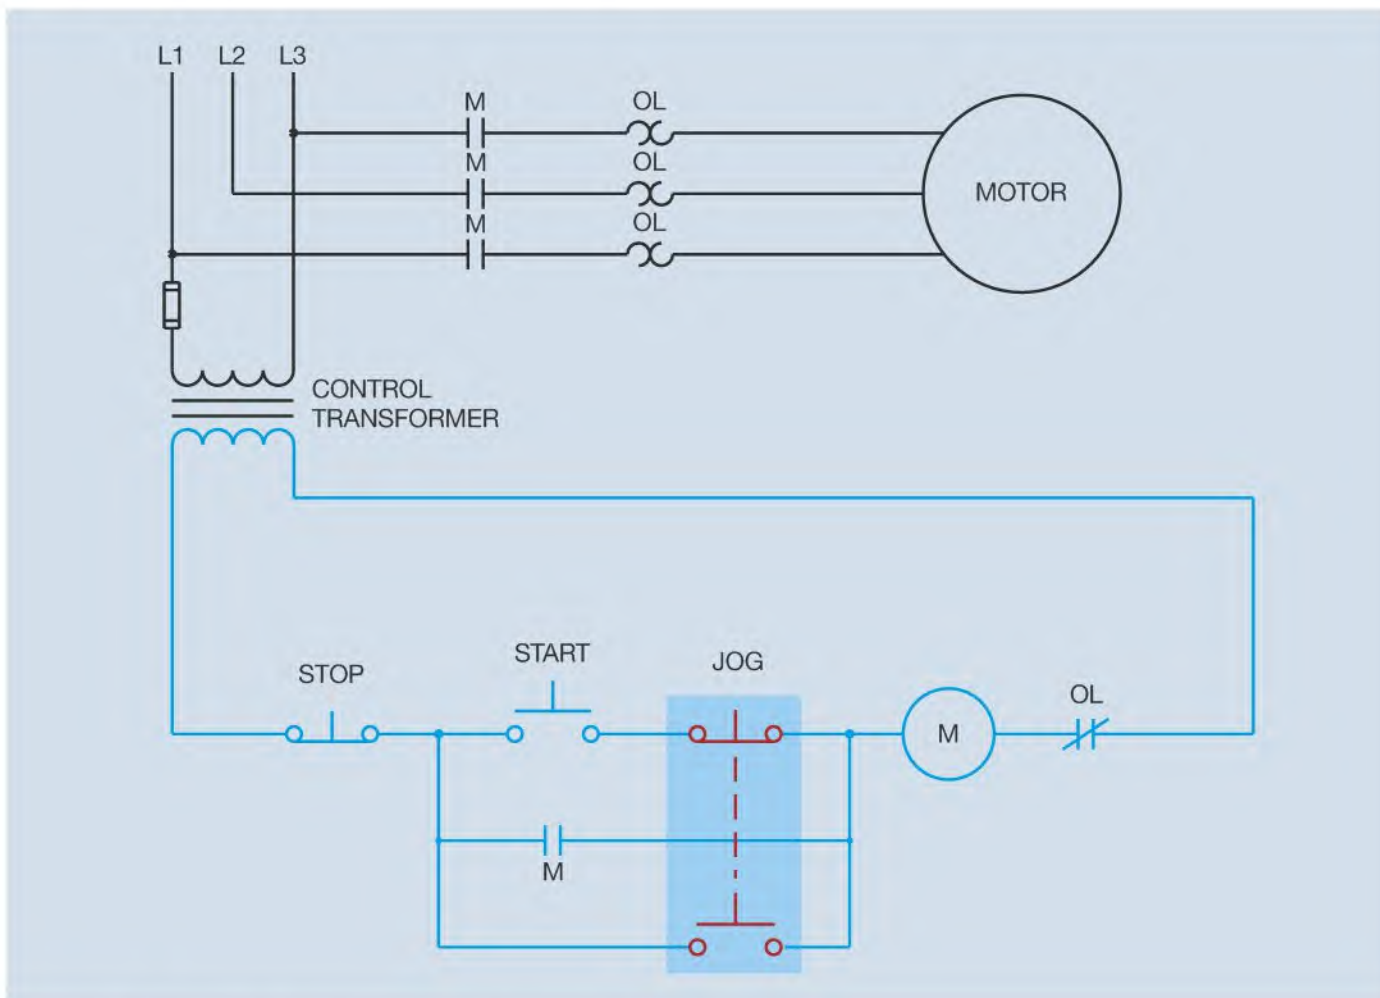 L1 L2 L3
M OL
M OL
MOTOR
M OL
CONTROL
TRANSFORMER
START
JOG
STOP
OL
M
M